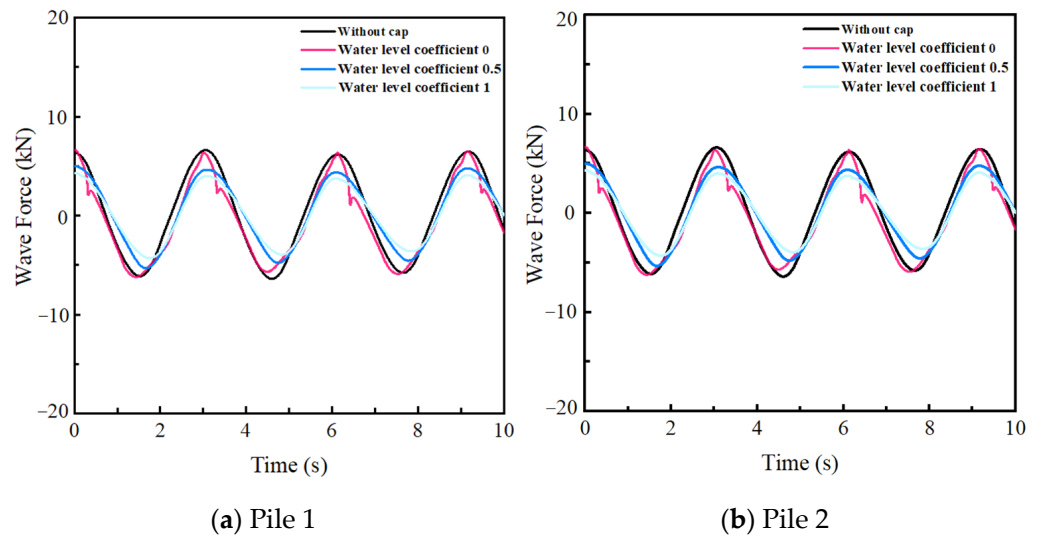 20
10
0
−10
−20
Wave Force (kN)
Without cap
Water level coefficient 0
Water level coefficient 0.5
Water level coefficient 1
0
2
4
6
8
10
Time (s)
(a) Pile 1
20
10
0
−10
−20
Wave Force (kN)
Without cap
Water level coefficient 0
Water level coefficient 0.5
Water level coefficient 1
0
2
4
6
8
10
Time (s)
(b) Pile 2